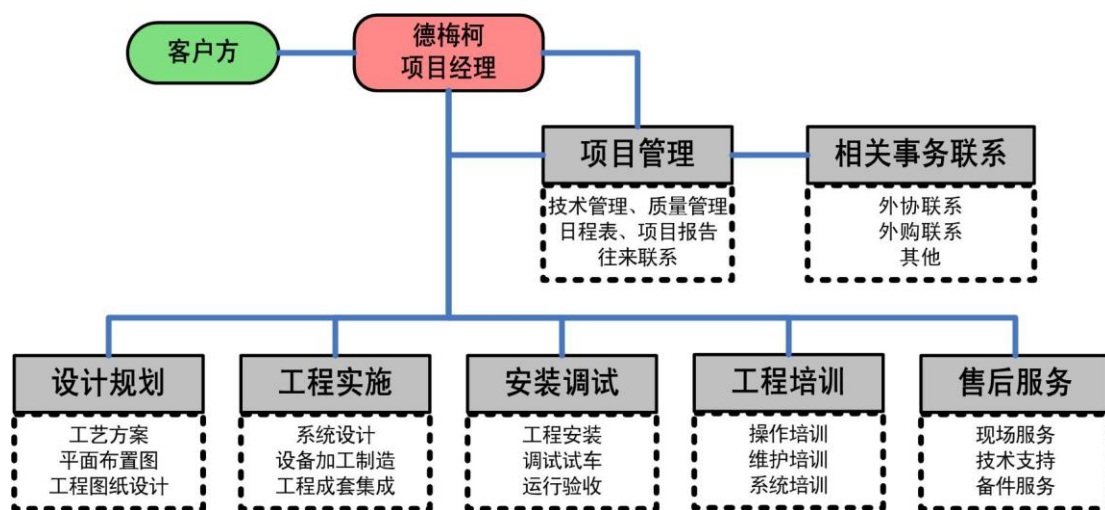 客户方
德梅柯
项目经理
项目管理
技术管理、质量管理
日程表、项目报告
往来联系
相关事务联系
外协联系
外购联系
其他
设计规划
工艺方案
平面布置图
工程图纸设计
工程实施
系统设计
设备加工制造
工程成套集成
安装调试
工程安装
调试试车
运行验收
工程培训
操作培训
维护培训
系统培训
售后服务
现场服务
技术支持
备件服务